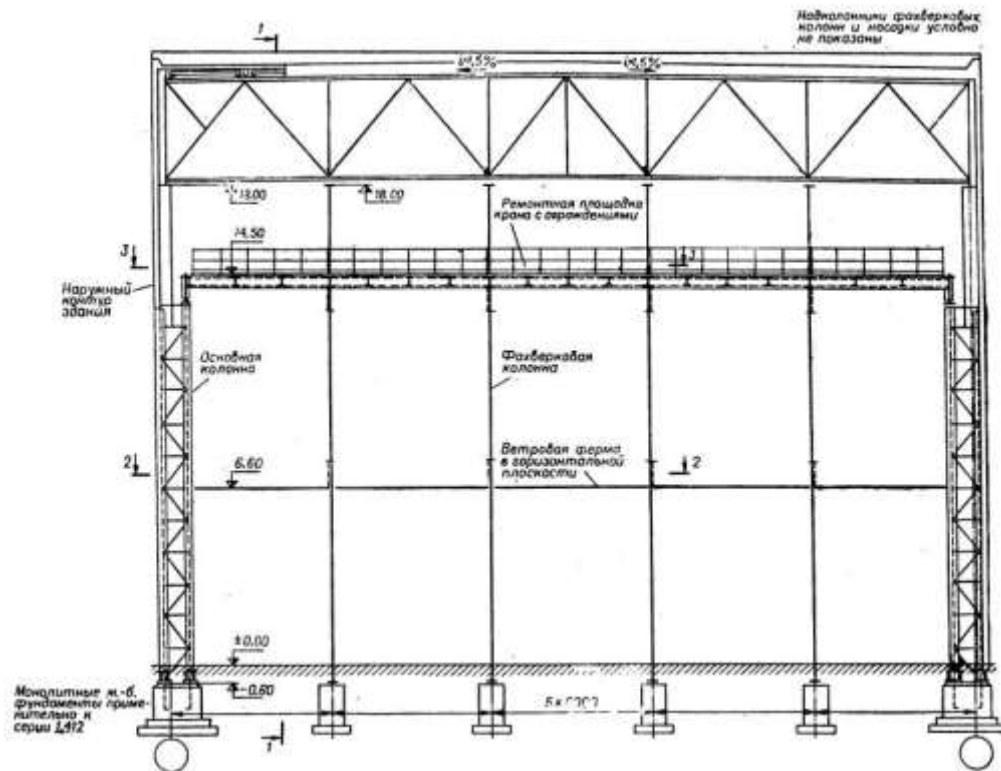 1
Надколонники фахверковых
колонн и насадки условно
не показаны
18.00
Ремонтная площадка
крана с ограждениями
14.50
3
3
Наружный
контур
здания
Основная
колонна
Фахверковая
колонна
Ветровая ферма
в горизонтальной
плоскости
2
6.60
2
±0.00
-0.60
Монолитные ж.-б.
фундаменты приме-
нительно к
серии 1.412
1